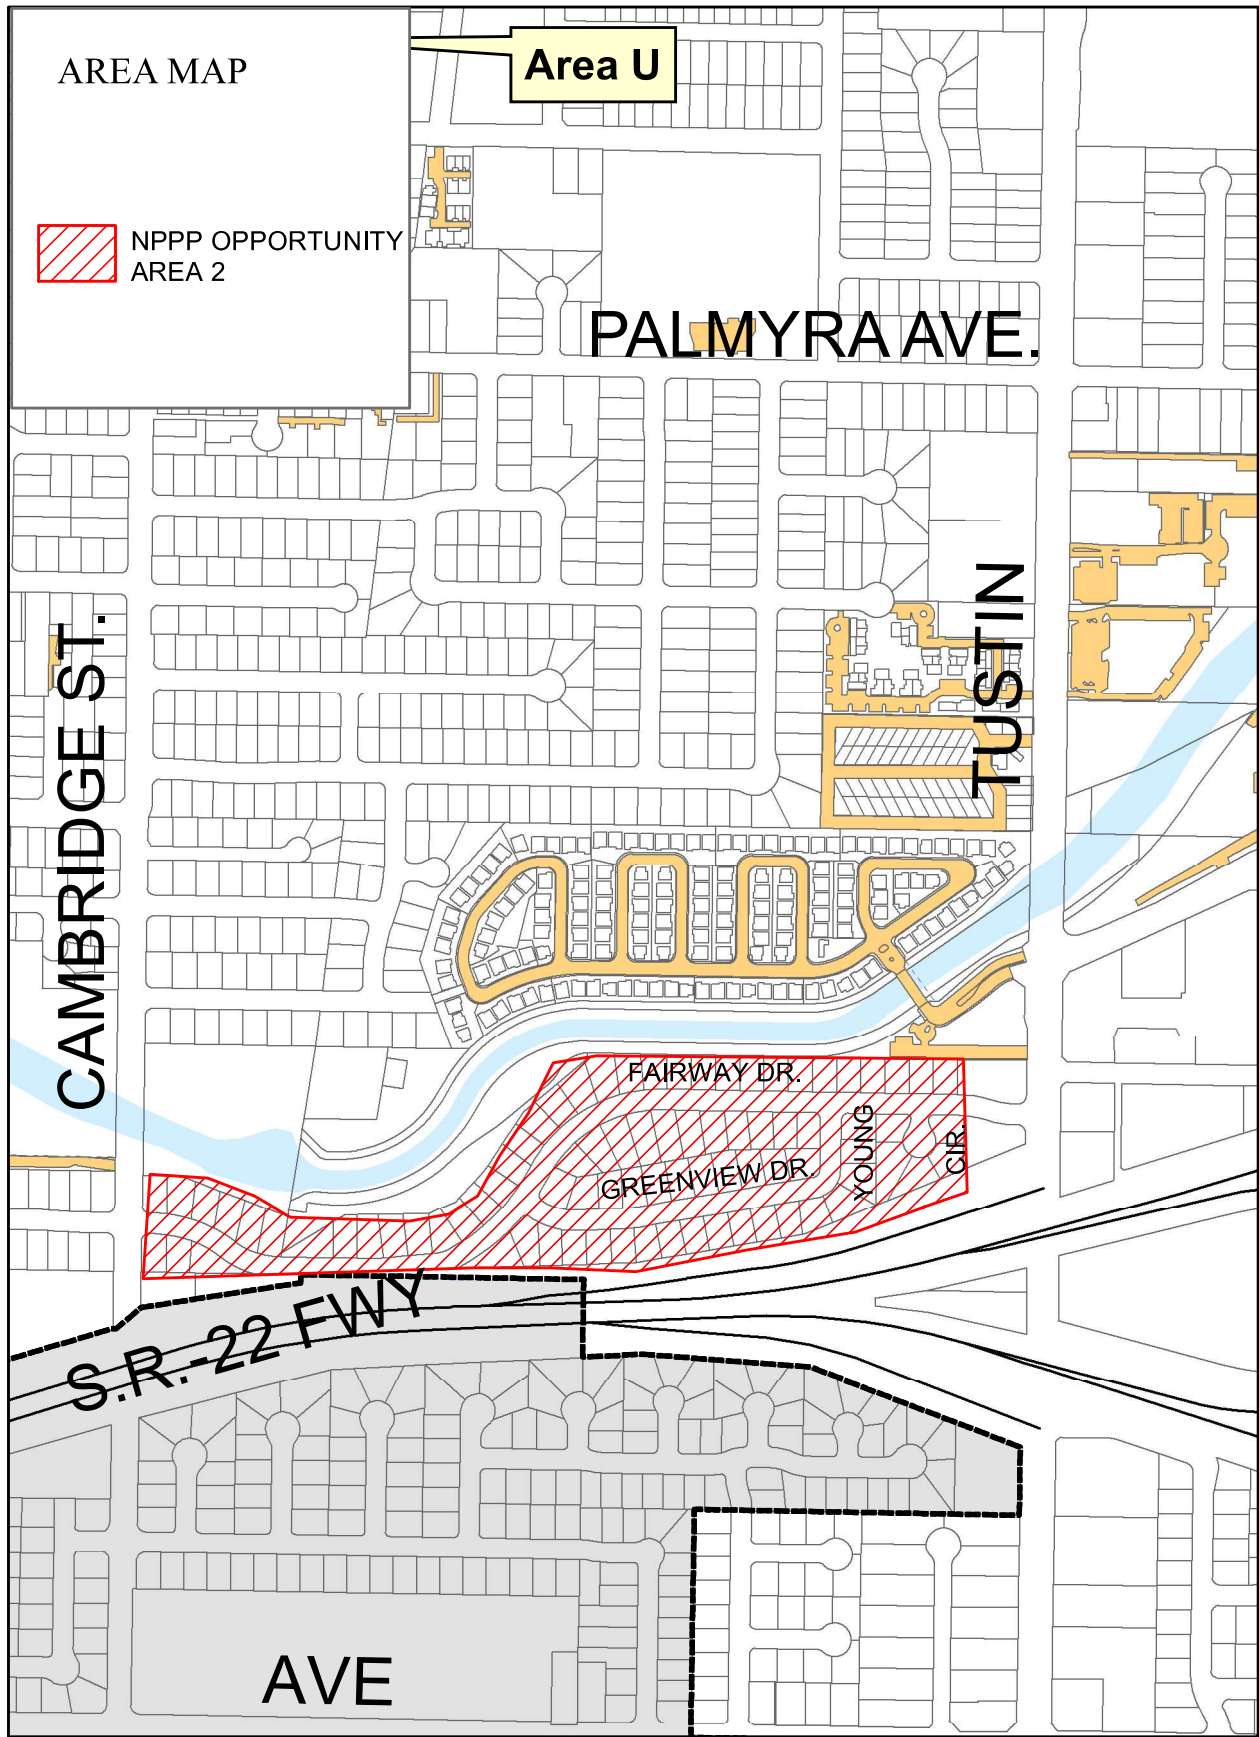 AREA MAP
Area U
NPPP OPPORTUNITY
AREA 2
PALMYRA AVE.
TUSTIN
CAMBRIDGE ST.
FAIRWAY DR.
YOUNG
CIR.
GREENVIEW DR.
S.R.-22 FWY
AVE